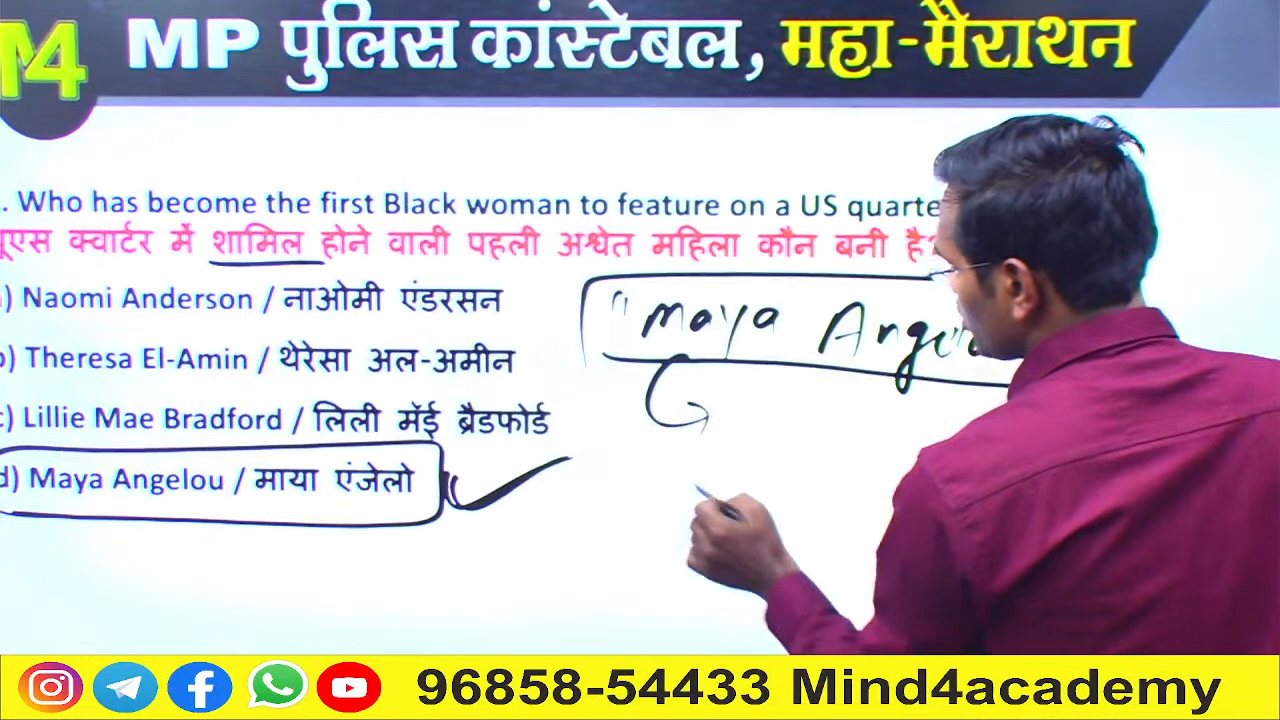 M4 MP पुलिस कांस्टेबल, महा-मैराथन
. Who has become the first Black woman to feature on a US quarte
यूएस क्वार्टर में शामिल होने वाली पहली अश्वेत महिला कौन बनी है?
) Naomi Anderson / नाओमी एंडरसन
) Theresa El-Amin / थेरेसा अल-अमीन
c) Lillie Mae Bradford / लिली मॅई ब्रैडफोर्ड
d) Maya Angelou / माया एंजेलो
"Maya Angelo
96858-54433 Mind4academy